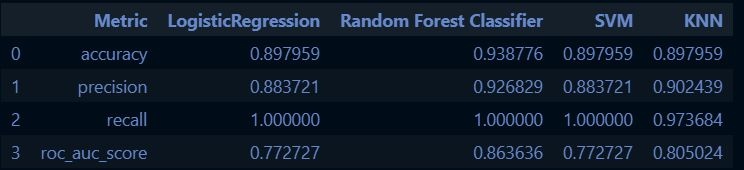 Metric LogisticRegression Random Forest Classifier SVM KNN
0 accuracy 0.897959 0.938776 0.897959 0.897959
1 precision 0.883721 0.926829 0.883721 0.902439
2 recall 1.000000 1.000000 1.000000 0.973684
3 roc_auc_score 0.772727 0.863636 0.772727 0.805024